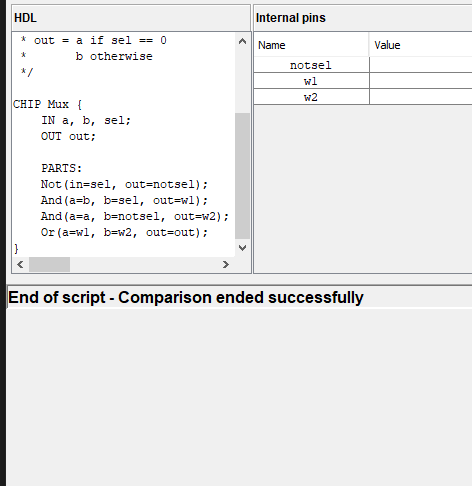 HDL
* out = a if sel == 0
*       b otherwise
*/
CHIP Mux {
IN a, b, sel;
OUT out;
PARTS:
Not(in=sel, out=notsel);
And(a=b, b=sel, out=w1);
And(a=a, b=notsel, out=w2);
Or(a=w1, b=w2, out=out);
}
Internal pins
Name Value
notsel
w1
w2
End of script - Comparison ended successfully